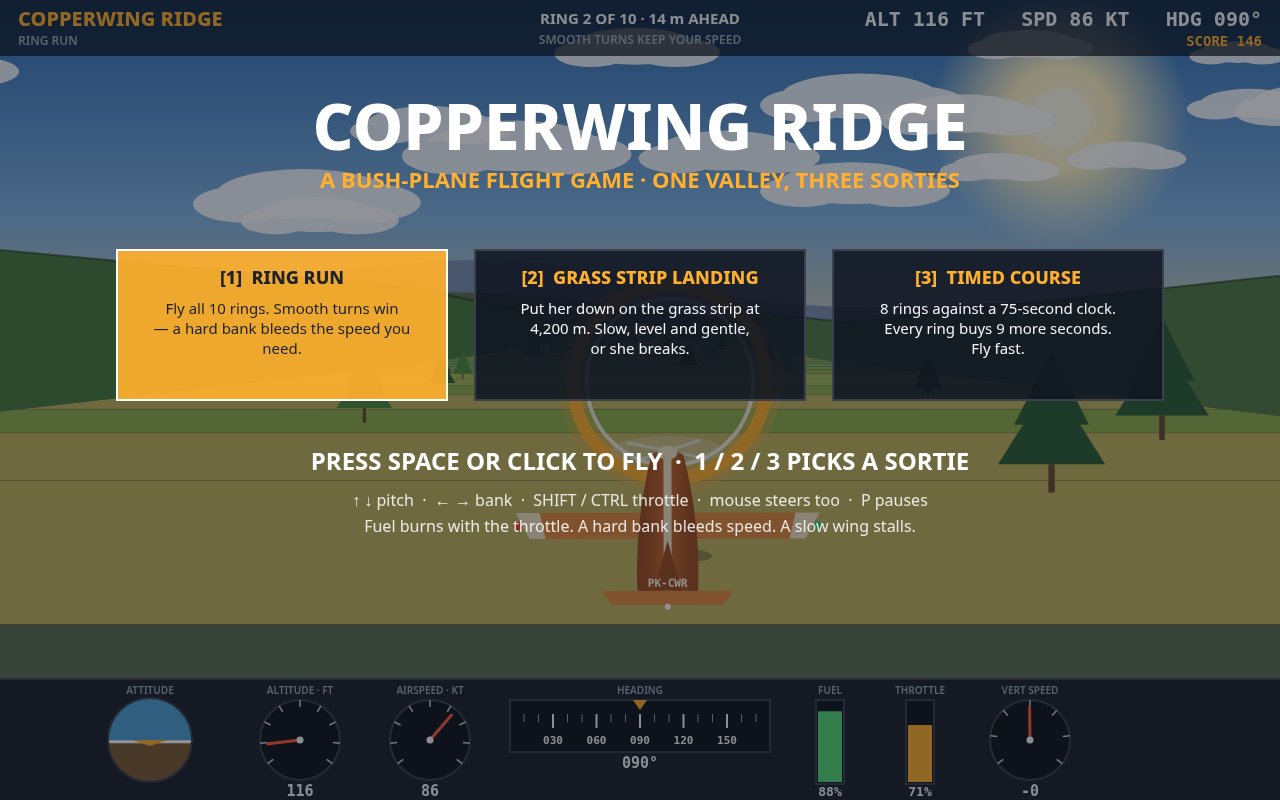 COPPERWING RIDGE
RING RUN
RING 2 OF 10 · 14 m AHEAD
SMOOTH TURNS KEEP YOUR SPEED
ALT 116 FT SPD 86 KT HDG 090°
SCORE 146
COPPERWING RIDGE
A BUSH-PLANE FLIGHT GAME · ONE VALLEY, THREE SORTIES
[1] RING RUN
Fly all 10 rings. Smooth turns win
— a hard bank bleeds the speed you
need.
[2] GRASS STRIP LANDING
Put her down on the grass strip at
4,200 m. Slow, level and gentle,
or she breaks.
[3] TIMED COURSE
8 rings against a 75-second clock.
Every ring buys 9 more seconds.
Fly fast.
PRESS SPACE OR CLICK TO FLY · 1 / 2 / 3 PICKS A SORTIE
↑ ↓ pitch · ← → bank · SHIFT / CTRL throttle · mouse steers too · P pauses
Fuel burns with the throttle. A hard bank bleeds speed. A slow wing stalls.
PK-CWR
ATTITUDE
ALTITUDE · FT
116
AIRSPEED · KT
86
HEADING
030 060 090 120 150
090°
FUEL
88%
THROTTLE
71%
VERT SPEED
-0